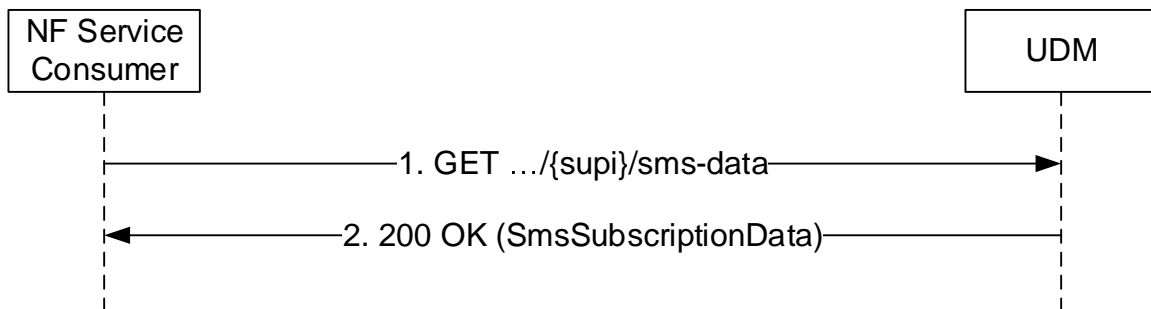 NF Service
Consumer
UDM
1. GET …/{supi}/sms-data
2. 200 OK (SmsSubscriptionData)